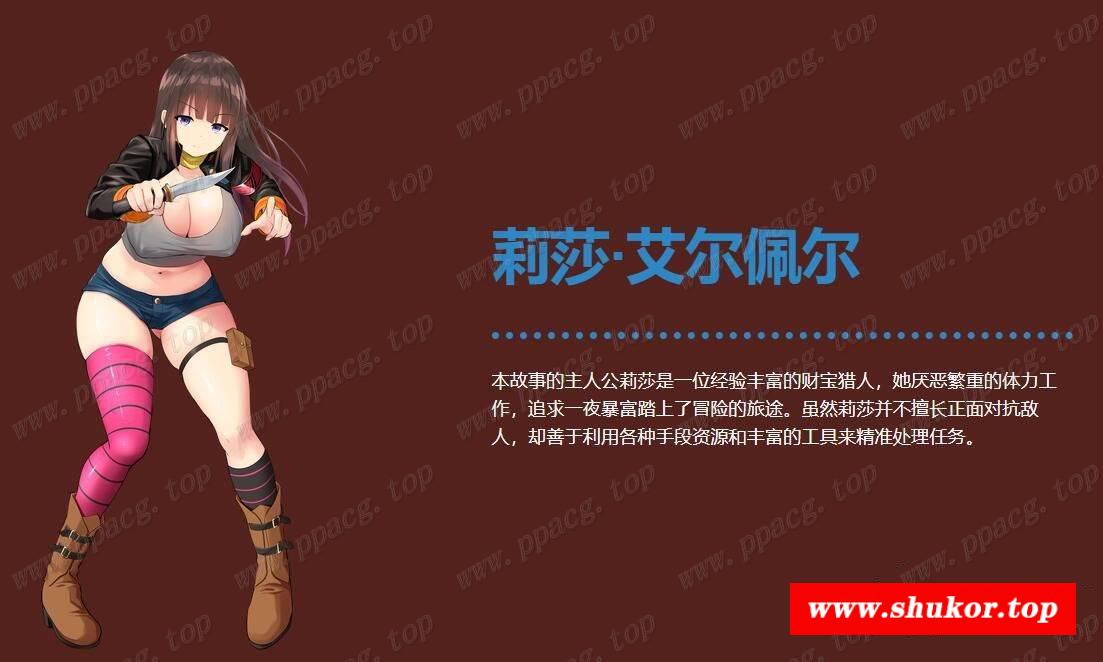 莉莎·艾尔佩尔
本故事的主人公莉莎是一位经验丰富的财宝猎人，她厌恶繁重的体力工
作，追求一夜暴富踏上了冒险的旅途。虽然莉莎并不擅长正面对抗敌
人，却善于利用各种手段资源和丰富的工具来精准处理任务。
www.shukor.top
www.ppacg.top